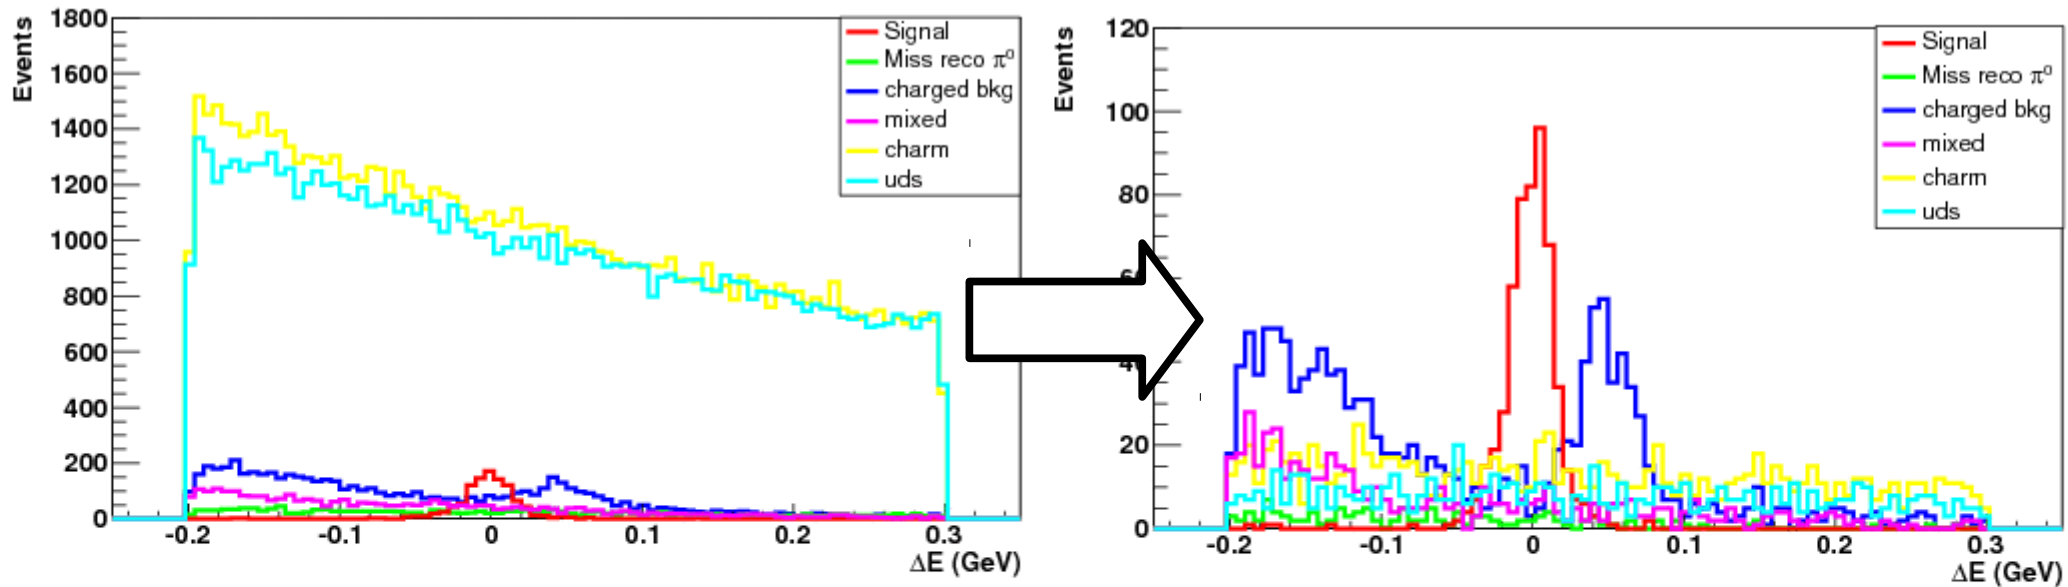 Events
1800
1600
1400
1200
1000
800
600
400
200
0
-0.2 -0.1 0 0.1 0.2 0.3
ΔE (GeV)
Signal
Miss reco π⁰
charged bkg
mixed
charm
uds
Events
120
100
80
20
0
-0.2 -0.1 0 0.1 0.2 0.3
ΔE (GeV)
Signal
Miss reco π⁰
charged bkg
mixed
charm
uds